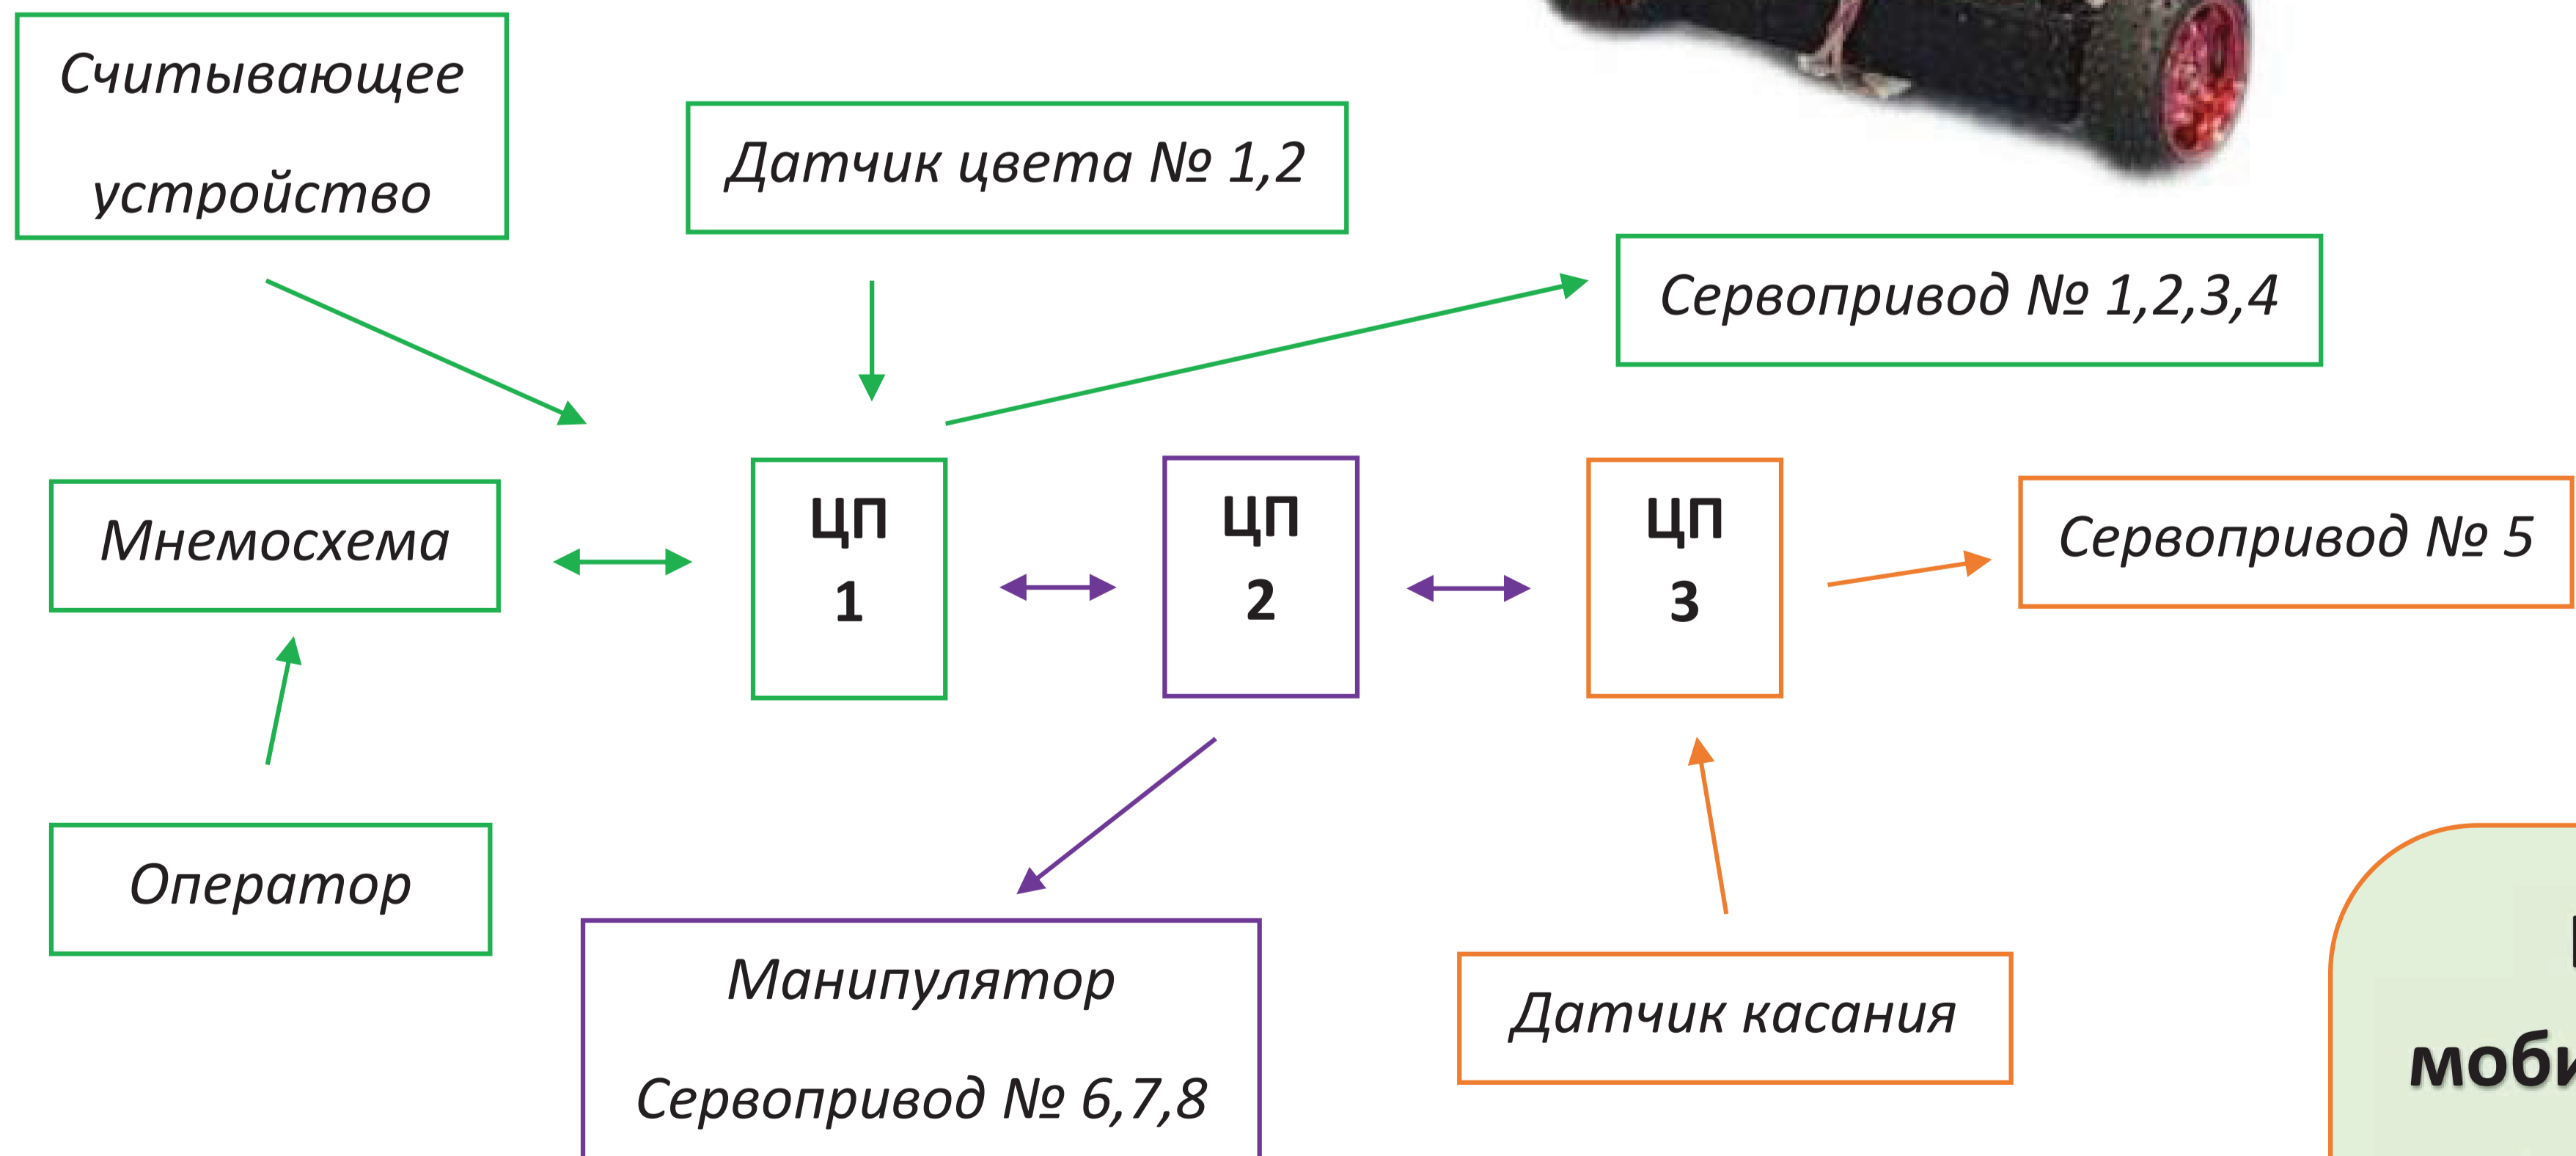 Считывающее
устройство
Датчик цвета № 1,2
Сервопривод № 1,2,3,4
Мнемосхема
ЦП
1
ЦП
2
ЦП
3
Сервопривод № 5
Оператор
Манипулятор
Сервопривод № 6,7,8
Датчик касания